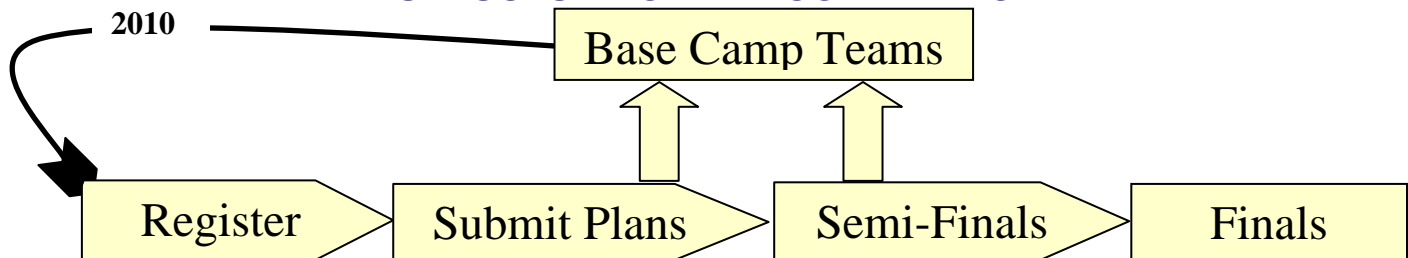 2010
Base Camp Teams
Register
Submit Plans
Semi-Finals
Finals